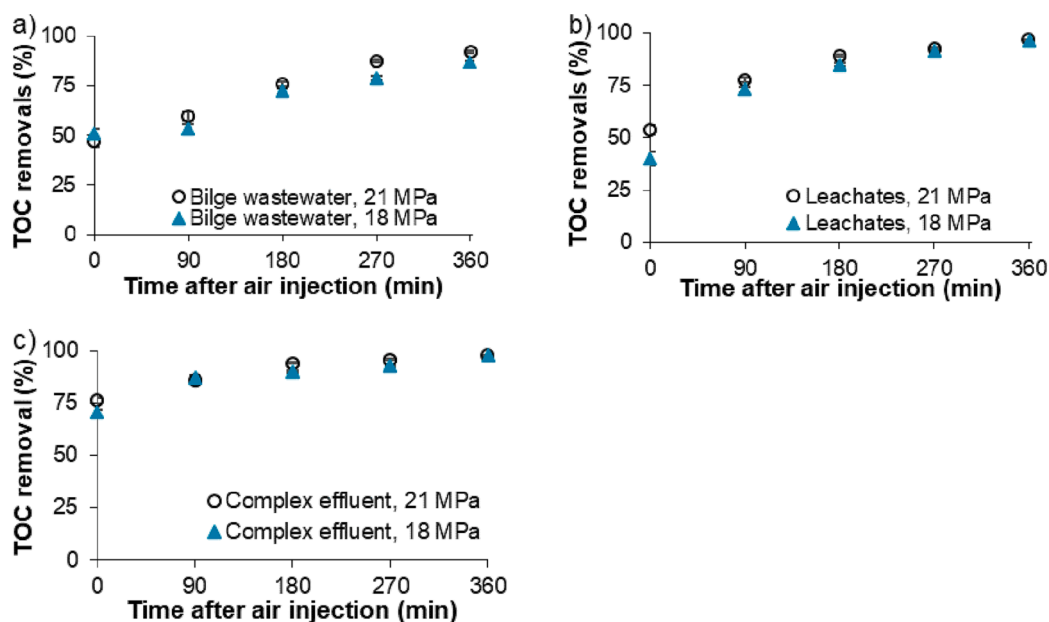 a)
TOC removals (%)
100
75
50
25
0
Bilge wastewater, 21 MPa
Bilge wastewater, 18 MPa
0 90 180 270 360
Time after air injection (min)
b)
TOC removals (%)
100
75
50
25
0
Leachates, 21 MPa
Leachates, 18 MPa
0 90 180 270 360
Time after air injection (min)
c)
TOC removal (%)
100
75
50
25
0
Complex effluent, 21 MPa
Complex effluent, 18 MPa
0 90 180 270 360
Time after air injection (min)